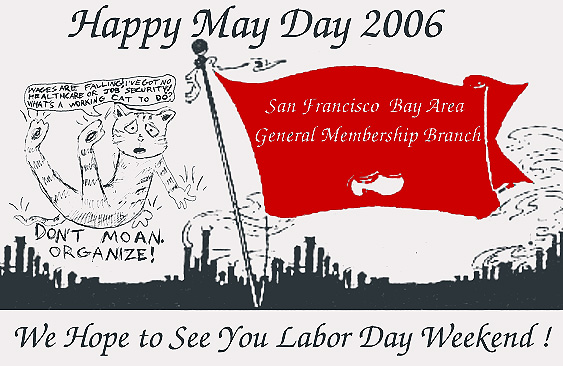 Happy May Day 2006
WAGES ARE FALLING! I'VE GOT NO
HEALTHCARE OR JOB SECURITY!
WHAT'S A WORKING CAT TO DO?
DON'T MOAN.
ORGANIZE!
San Francisco Bay Area
General Membership Branch
We Hope to See You Labor Day Weekend !